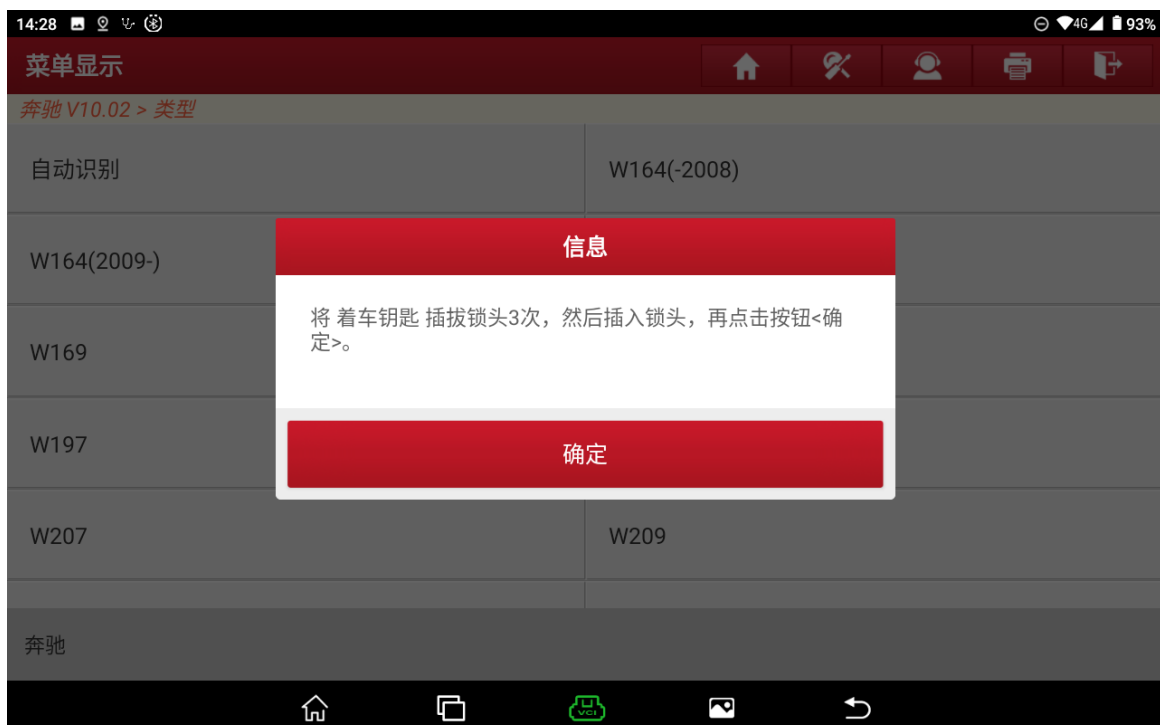 14:28
4G 93%
菜单显示
奔驰 V10.02 > 类型
自动识别
W164(-2008)
W164(2009-)
信息
将 着车钥匙 插拔锁头3次，然后插入锁头，再点击按钮<确
定>。
W169
W197
确定
W207
W209
奔驰
VCI